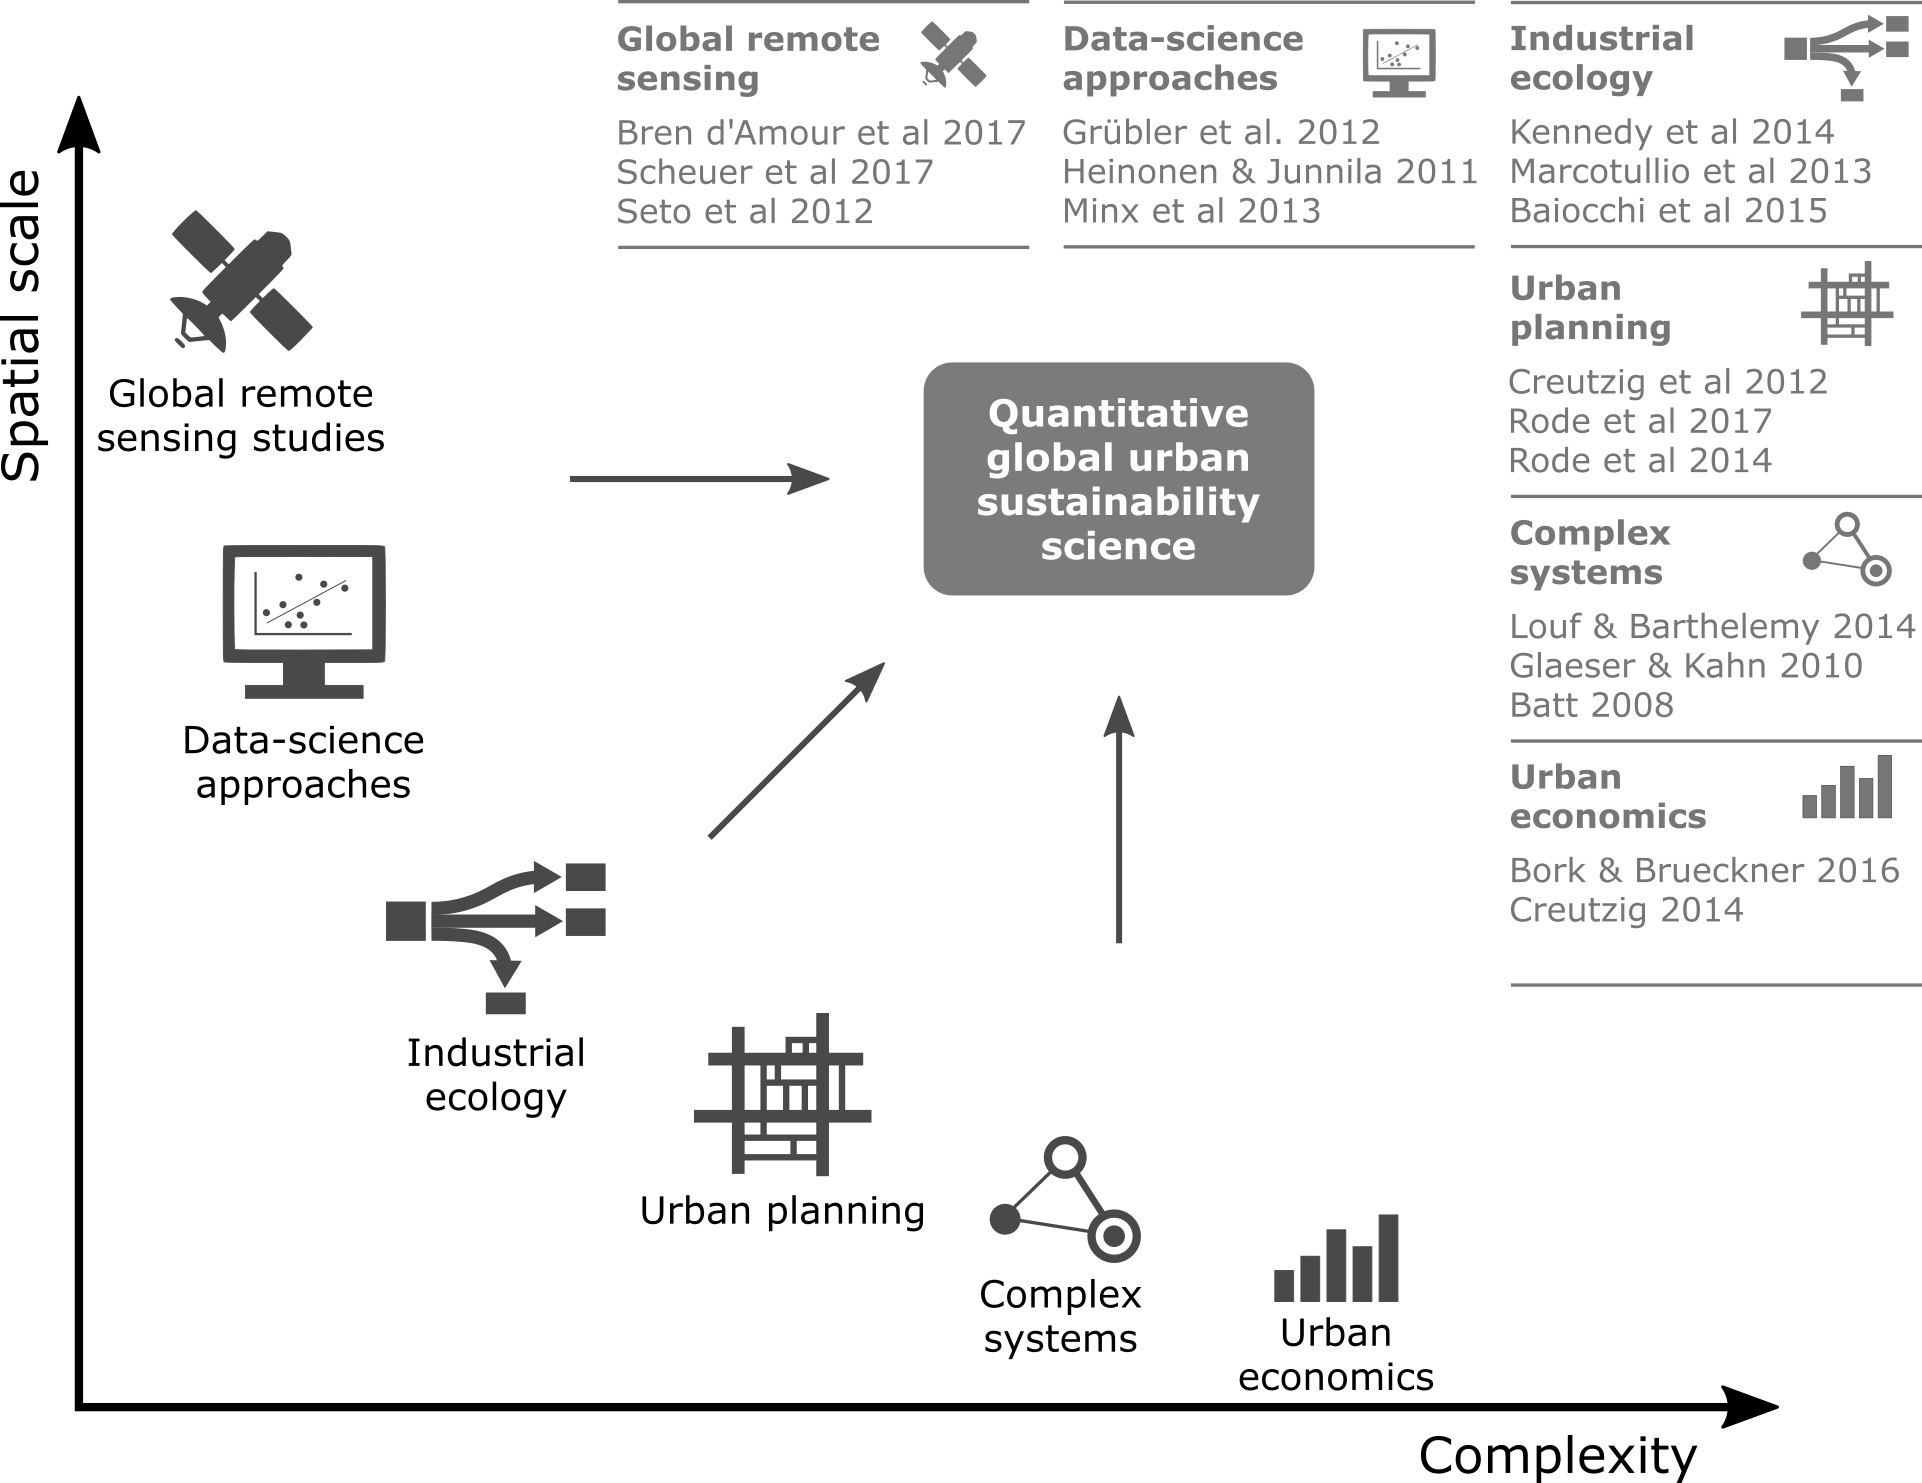 Global remote
sensing
Bren d'Amour et al 2017
Scheuer et al 2017
Seto et al 2012
Data-science
approaches
Grübler et al. 2012
Heinonen & Junnila 2011
Minx et al 2013
Industrial
ecology
Kennedy et al 2014
Marcotullio et al 2013
Baiocchi et al 2015
Urban
planning
Creutzig et al 2012
Rode et al 2017
Rode et al 2014
Complex
systems
Louf & Barthelemy 2014
Glaeser & Kahn 2010
Batt 2008
Urban
economics
Bork & Brueckner 2016
Creutzig 2014
Spatial scale
Global remote
sensing studies
Quantitative
global urban
sustainability
science
Data-science
approaches
Industrial
ecology
Urban planning
Complex
systems
Urban
economics
Complexity